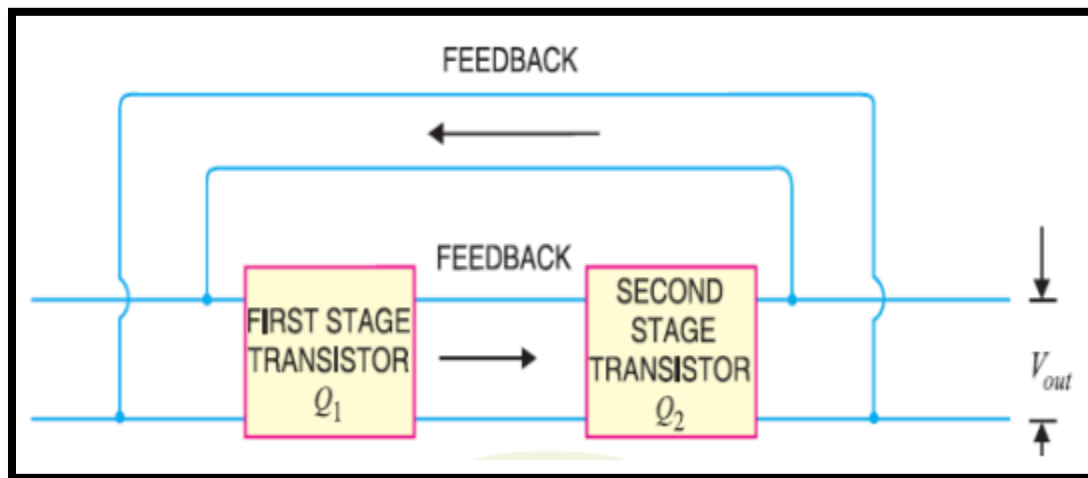 FEEDBACK
FEEDBACK
FIRST STAGE
TRANSISTOR
Q1
SECOND
STAGE
TRANSISTOR
Q2
Vout